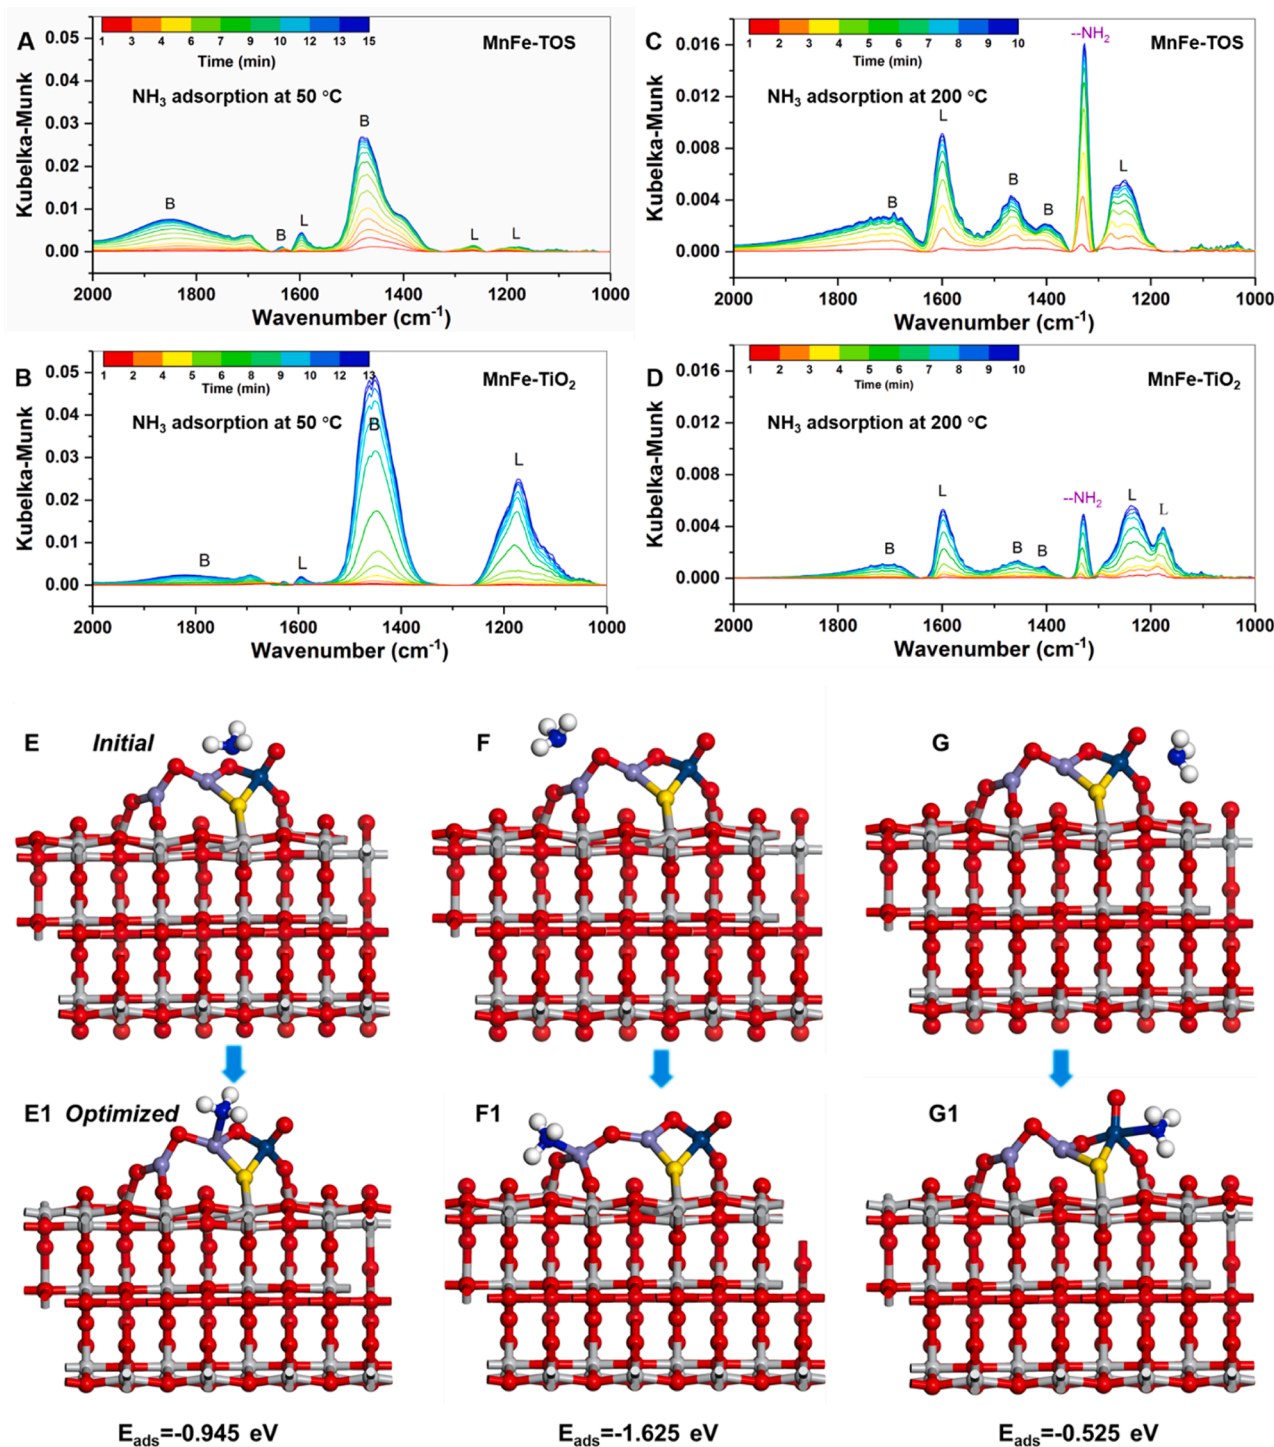 A
1 3 4 6 7 9 10 12 13 15
Time (min)
MnFe-TOS
NH3 adsorption at 50 °C
Kubelka-Munk
0.05
0.04
0.03
0.02
0.01
0.00
B
B
L
B
L
L
2000 1800 1600 1400 1200 1000
Wavenumber (cm-1)
C
1 2 3 4 5 6 7 8 9 10
Time (min)
--NH2
MnFe-TOS
NH3 adsorption at 200 °C
Kubelka-Munk
0.016
0.012
0.008
0.004
0.000
B
L
B
B
L
2000 1800 1600 1400 1200 1000
Wavenumber (cm-1)
B
1 2 4 5 6 8 9 10 12 13
Time (min)
MnFe-TiO2
NH3 adsorption at 50 °C
Kubelka-Munk
0.05
0.04
0.03
0.02
0.01
0.00
B
L
B
L
2000 1800 1600 1400 1200 1000
Wavenumber (cm-1)
D
1 2 3 4 5 6 7 8 9 10
Time (min)
MnFe-TiO2
NH3 adsorption at 200 °C
Kubelka-Munk
0.016
0.012
0.008
0.004
0.000
B
L
B
B
--NH2
L
L
2000 1800 1600 1400 1200 1000
Wavenumber (cm-1)
E Initial
F
G
E1 Optimized
F1
G1
Eads=-0.945 eV
Eads=-1.625 eV
Eads=-0.525 eV